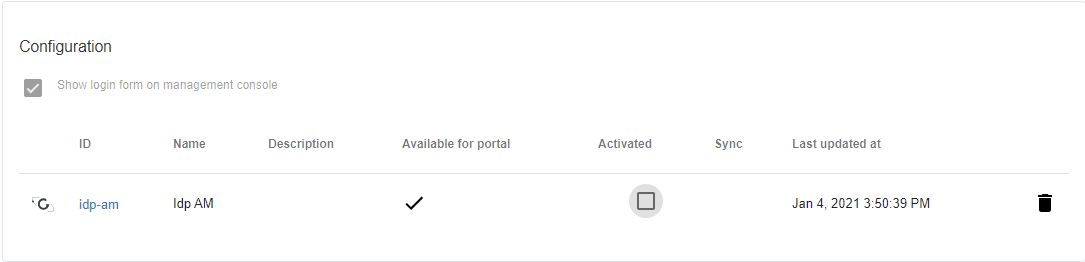 Configuration
Show login form on management console
ID Name Description Available for portal Activated Sync Last updated at
idp-am Idp AM Jan 4, 2021 3:50:39 PM